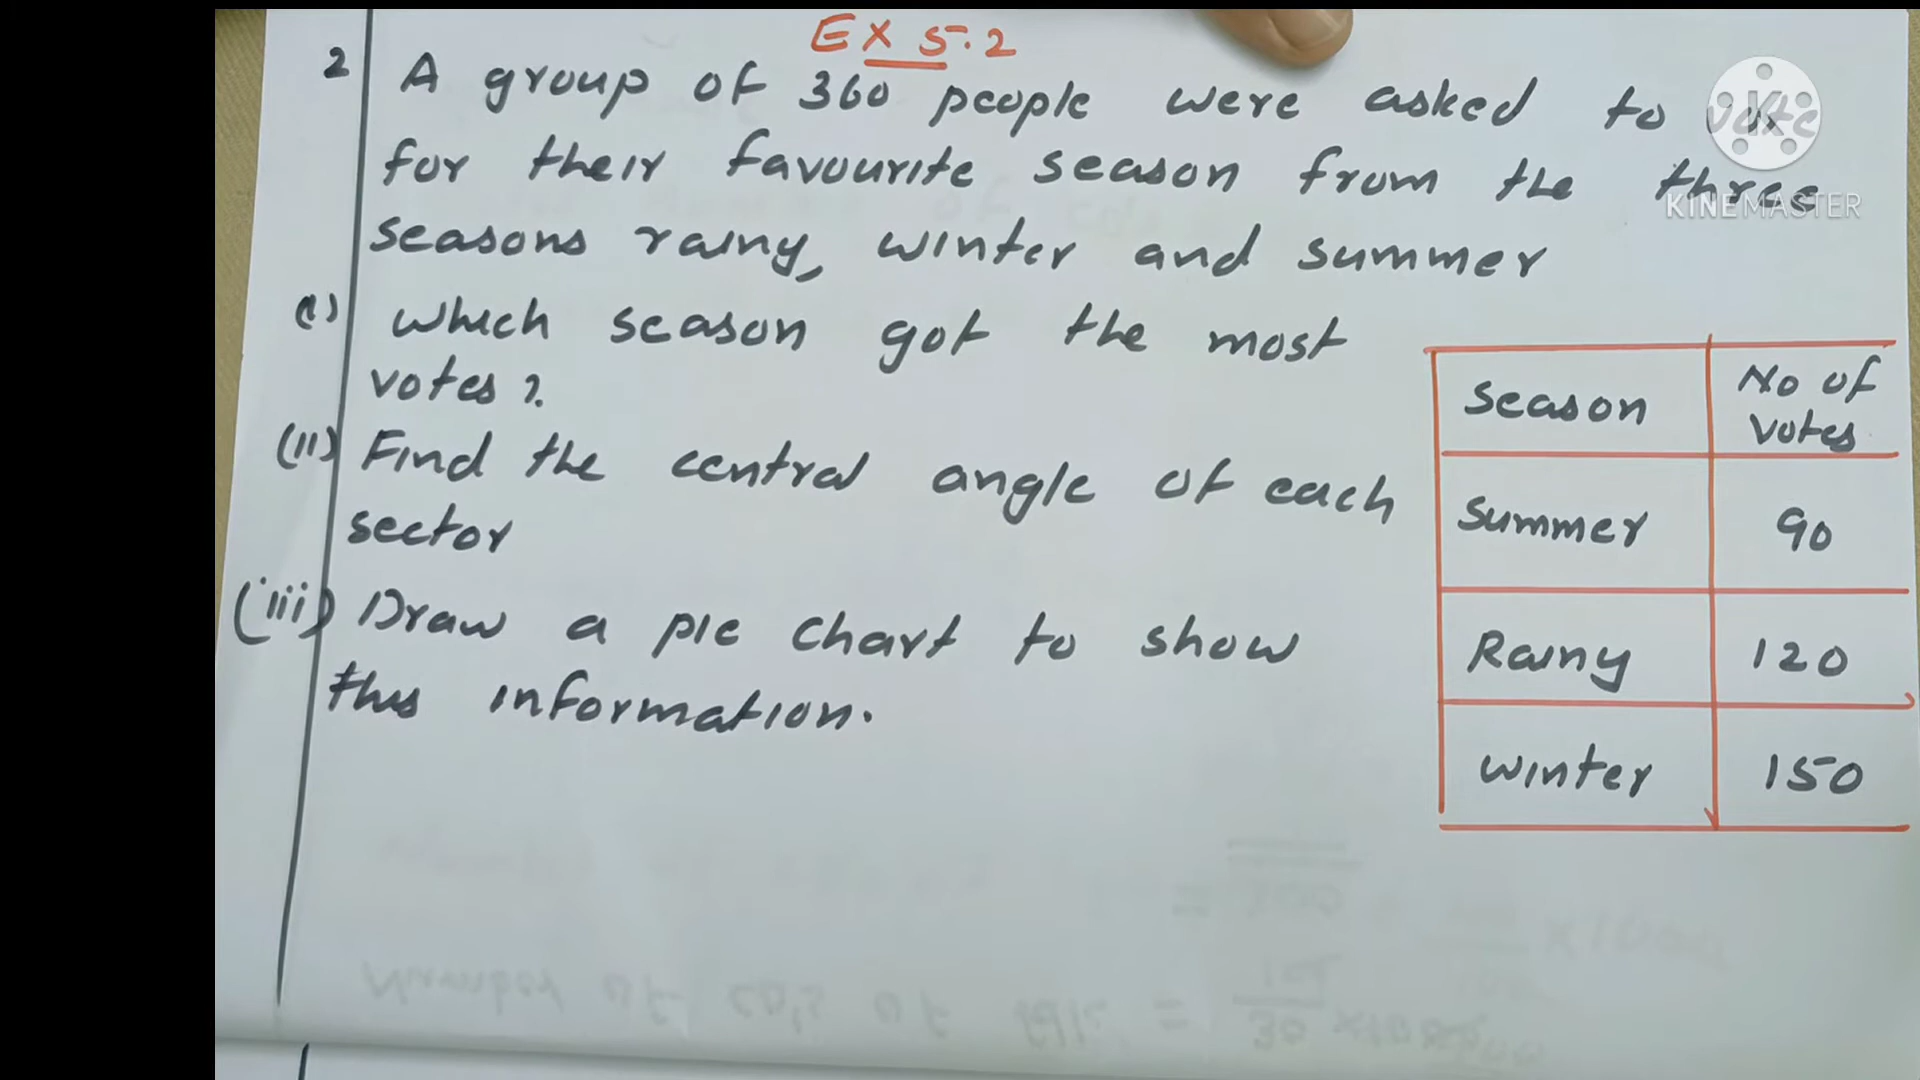 Ex 5.2
2 A group of 360 people were asked to vote
for their favourite season from the three
KINEMASTER
seasons rainy, winter and summer
(i) which season got the most
votes?
(ii) Find the central angle of each
sector
(iii) Draw a pie chart to show
this information.
Season No of votes
Summer 90
Rainy 120
winter 150